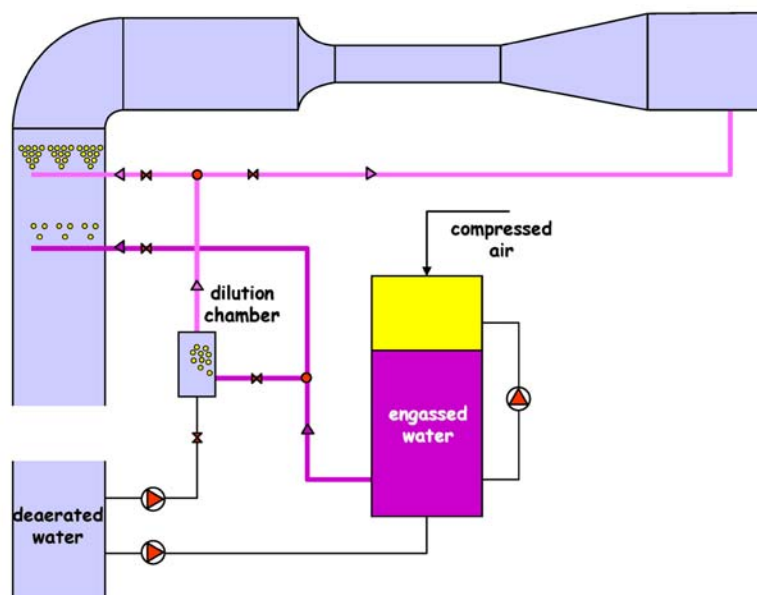 compressed
air
dilution
chamber
engassed
water
deaerated
water